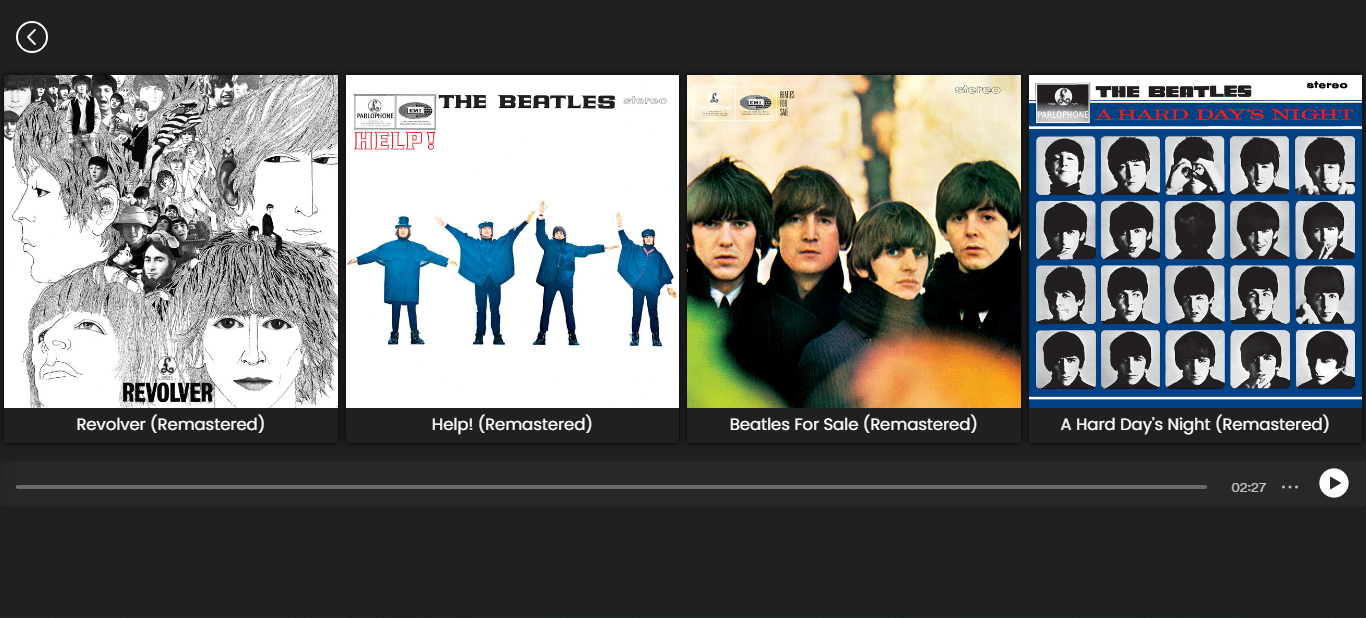 REVOLVER
PARLOPHONE
EMI
THE BEATLES
stereo
HELP!
EMI
BEATLES
FOR
SALE
stereo
PARLOPHONE
THE BEATLES
stereo
A HARD DAY'S NIGHT
Revolver (Remastered)
Help! (Remastered)
Beatles For Sale (Remastered)
A Hard Day's Night (Remastered)
02:27